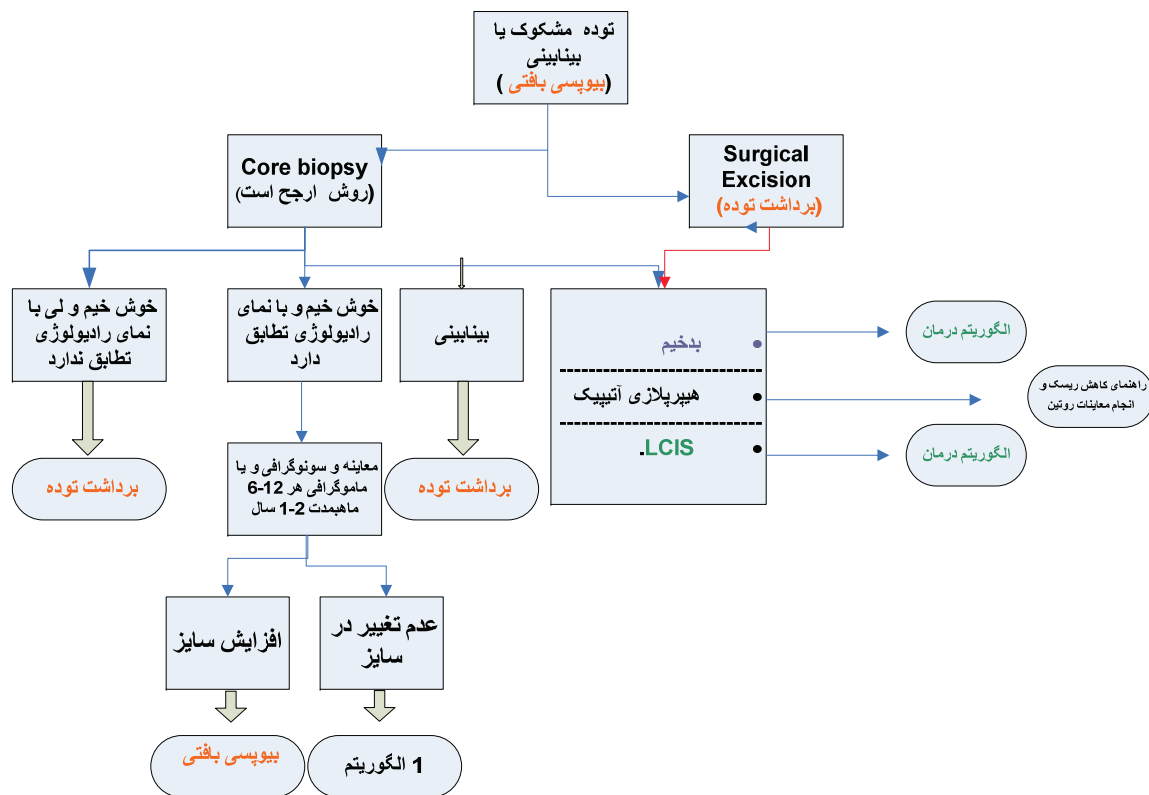 توده مشکوک یا
بینابینی
(بیوپسی بافتی )
Core biopsy
(روش ارجح است)
Surgical
Excision
(برداشت توده)
خوش خیم و لی با
نمای رادیولوژی
تطابق ندارد
خوش خیم و با نمای
رادیولوژی تطابق
دارد
بینابینی
• بدخیم
• هیپرپلازی آتیپیک
• LCIS.
الگوریتم درمان
راهنمای کاهش ریسک و
انجام معاینات روتین
الگوریتم درمان
برداشت توده
معاینه و سونوگرافی و یا
ماموگرافی هر 12-6
ماهبمدت 2-1 سال
برداشت توده
افزایش سایز
عدم تغییر در
سایز
بیوپسی بافتی
1 الگوریتم